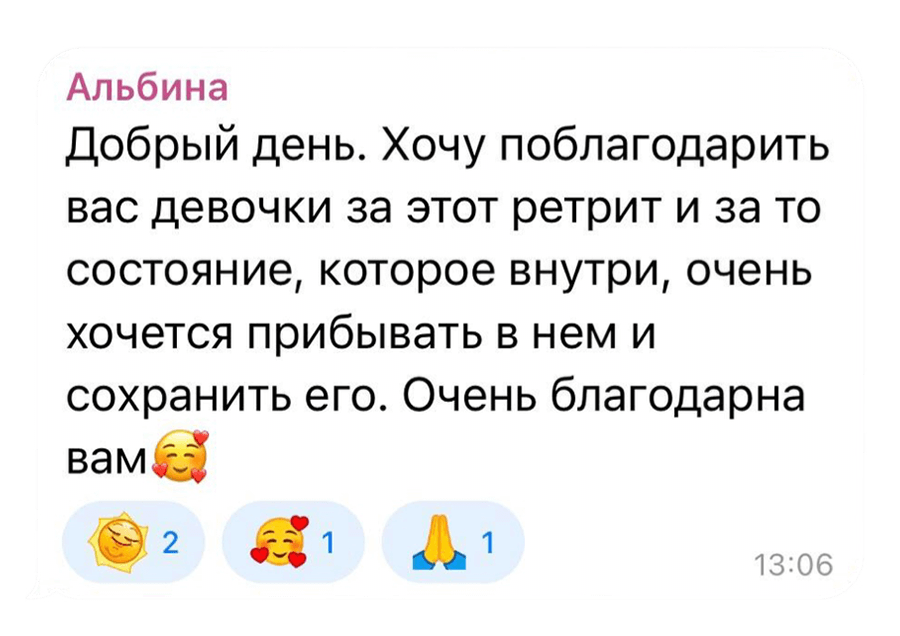 Альбина
Добрый день. Хочу поблагодарить
вас девочки за этот ретрит и за то
состояние, которое внутри, очень
хочется прибывать в нем и
сохранить его. Очень благодарна
вам🥰
2 1 1
13:06